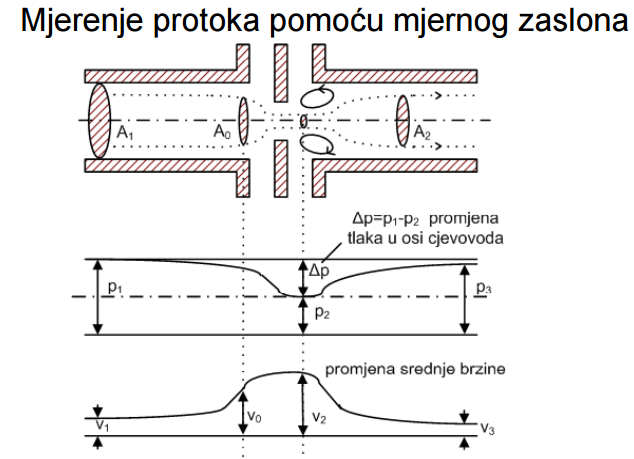 Mjerenje protoka pomoću mjernog zaslona
A₁
A₀
A₂
Δp=p₁-p₂ promjena
tlaka u osi cjevovoda
Δp
p₁
p₂
p₃
promjena srednje brzine
v₁
v₀
v₂
v₃